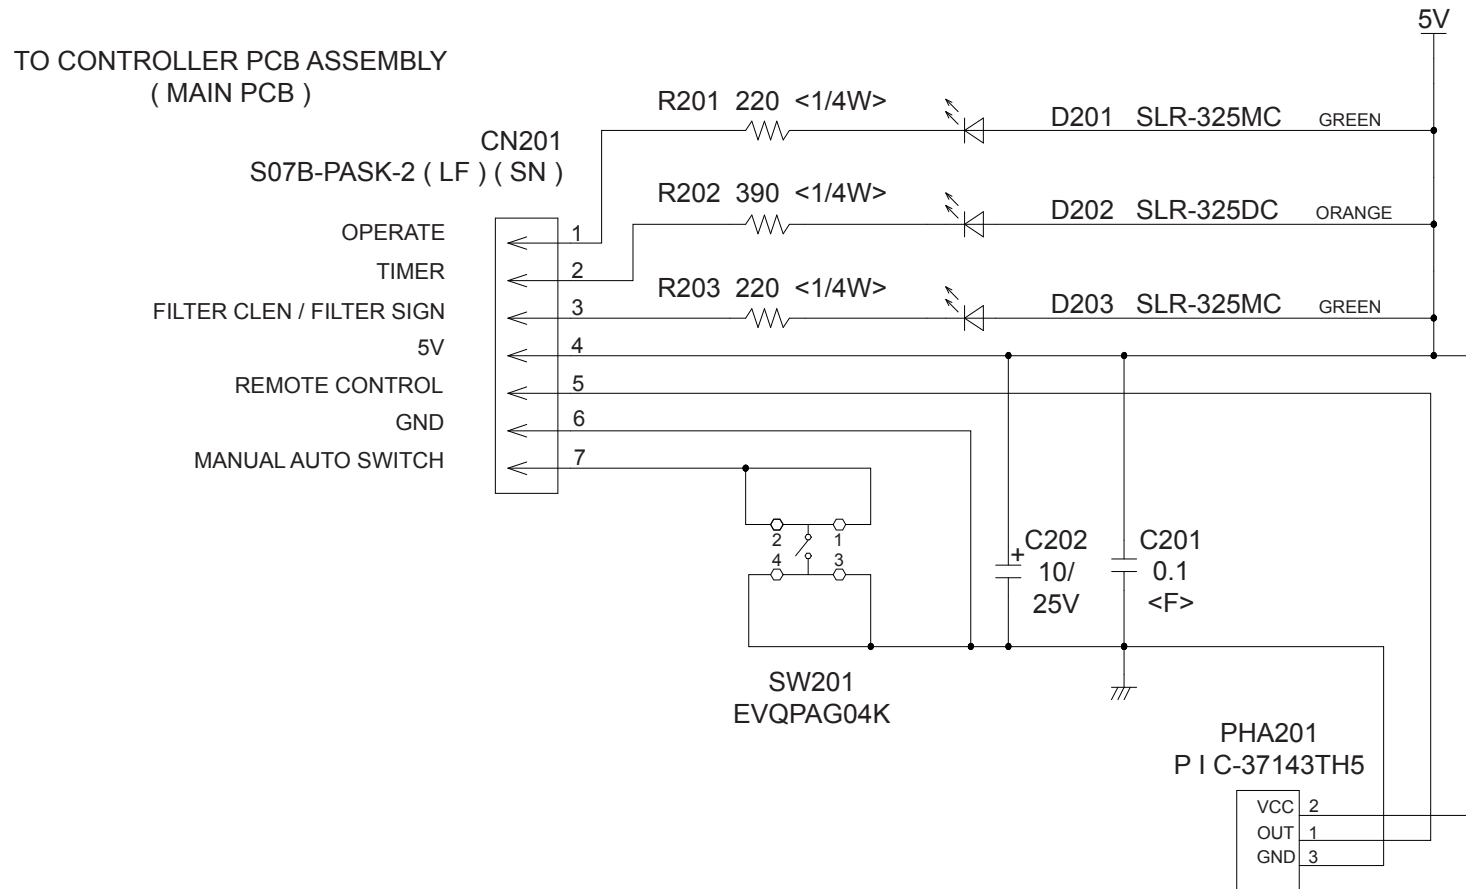 5V
TO CONTROLLER PCB ASSEMBLY
( MAIN PCB )
R201 220 <1/4W>
D201 SLR-325MC GREEN
CN201
S07B-PASK-2 ( LF ) ( SN )
R202 390 <1/4W>
D202 SLR-325DC ORANGE
OPERATE 1
TIMER 2
R203 220 <1/4W>
D203 SLR-325MC GREEN
FILTER CLEN / FILTER SIGN 3
5V 4
REMOTE CONTROL 5
GND 6
MANUAL AUTO SWITCH 7
2 1
4 3
+ C202
10/
25V
C201
0.1
<F>
SW201
EVQPAG04K
PHA201
P I C-37143TH5
VCC 2
OUT 1
GND 3